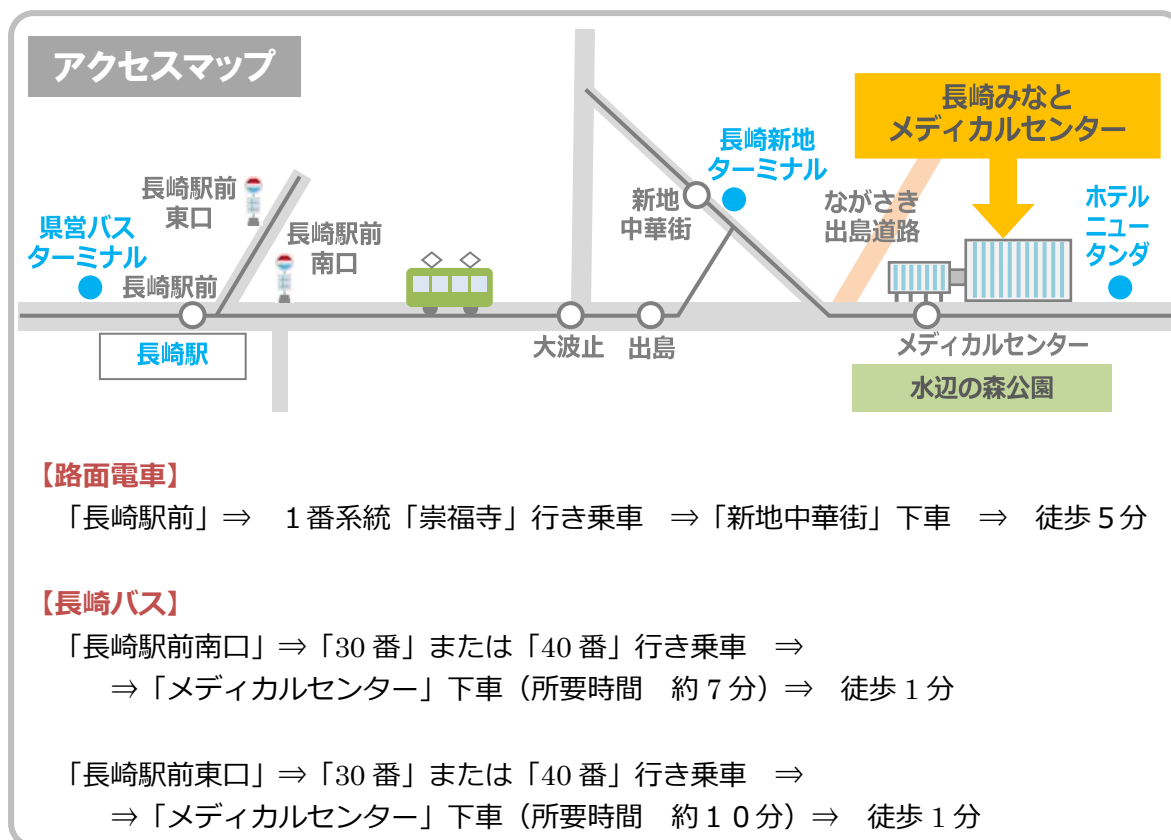 アクセスマップ
長崎みなと
メディカルセンター
長崎新地
ターミナル
長崎駅前
東口
新地
中華街
ながさき
出島道路
ホテル
ニュー
タンダ
県営バス
ターミナル
長崎駅前
南口
長崎駅前
長崎駅
大波止
出島
メディカルセンター
水辺の森公園
【路面電車】
「長崎駅前」⇒　１番系統「崇福寺」行き乗車　⇒「新地中華街」下車　⇒　徒歩５分
【長崎バス】
「長崎駅前南口」⇒「30 番」または「40 番」行き乗車　⇒
⇒「メディカルセンター」下車（所要時間　約 7 分）⇒　徒歩 1 分
「長崎駅前東口」⇒「30 番」または「40 番」行き乗車　⇒
⇒「メディカルセンター」下車（所要時間　約１０分）⇒　徒歩 1 分